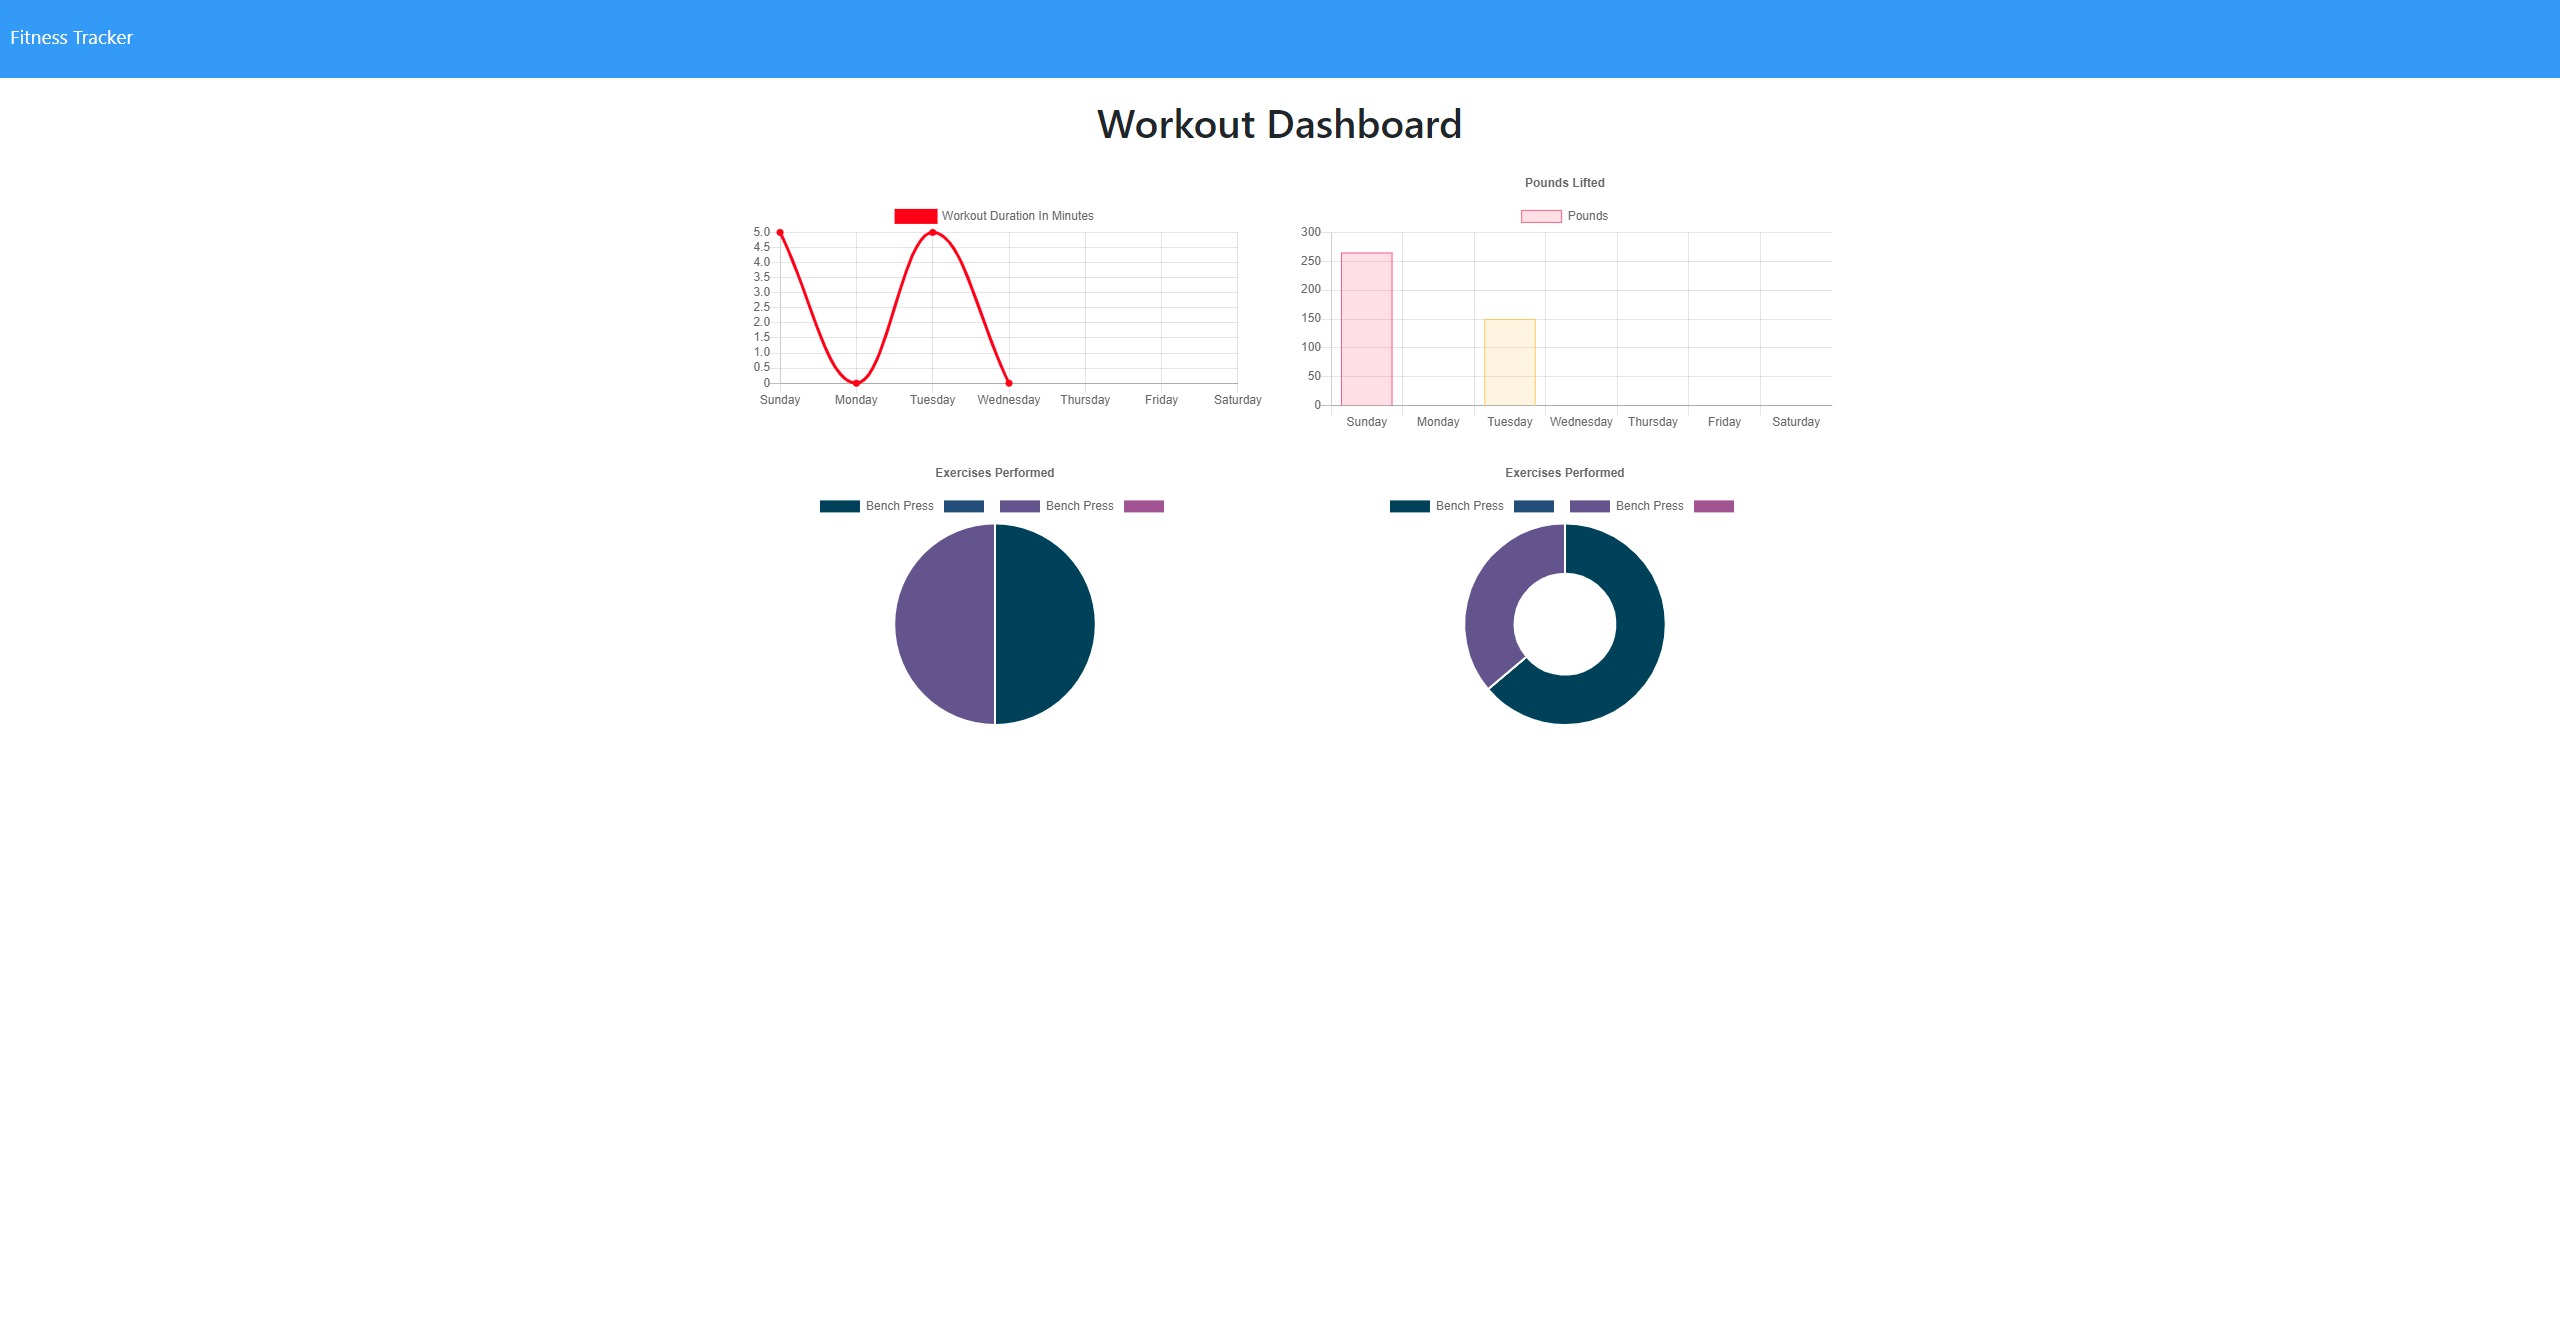 Fitness Tracker
Workout Dashboard
Workout Duration In Minutes
5.0
4.5
4.0
3.5
3.0
2.5
2.0
1.5
1.0
0.5
0
Sunday Monday Tuesday Wednesday Thursday Friday Saturday
Pounds Lifted
Pounds
300
250
200
150
100
50
0
Sunday Monday Tuesday Wednesday Thursday Friday Saturday
Exercises Performed
Bench Press Bench Press
Exercises Performed
Bench Press Bench Press